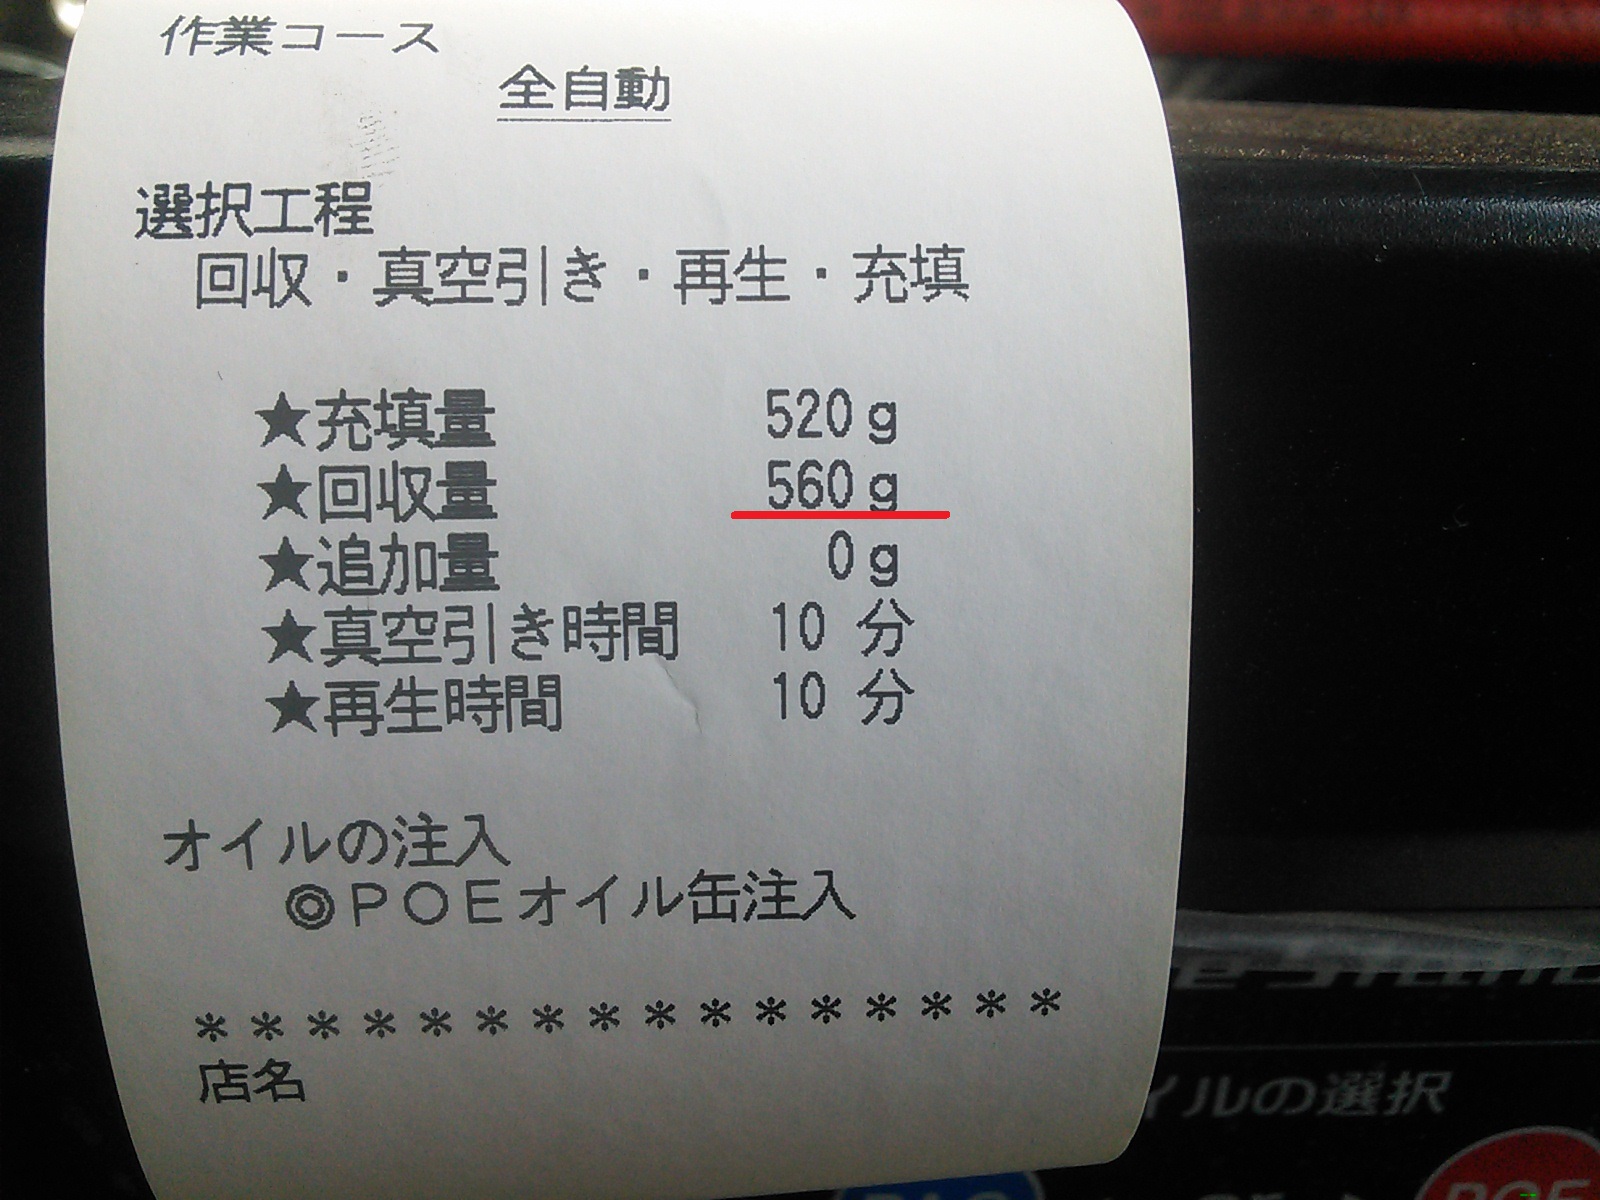 作業コース
全自動
選択工程
回収・真空引き・再生・充填
★充填量 520g
★回収量 560g
★追加量 0g
★真空引き時間 10 分
★再生時間 10 分
オイルの注入
◎POEオイル缶注入
* * * * * * * * * * * * * * * *
店名
イルの選択
POE